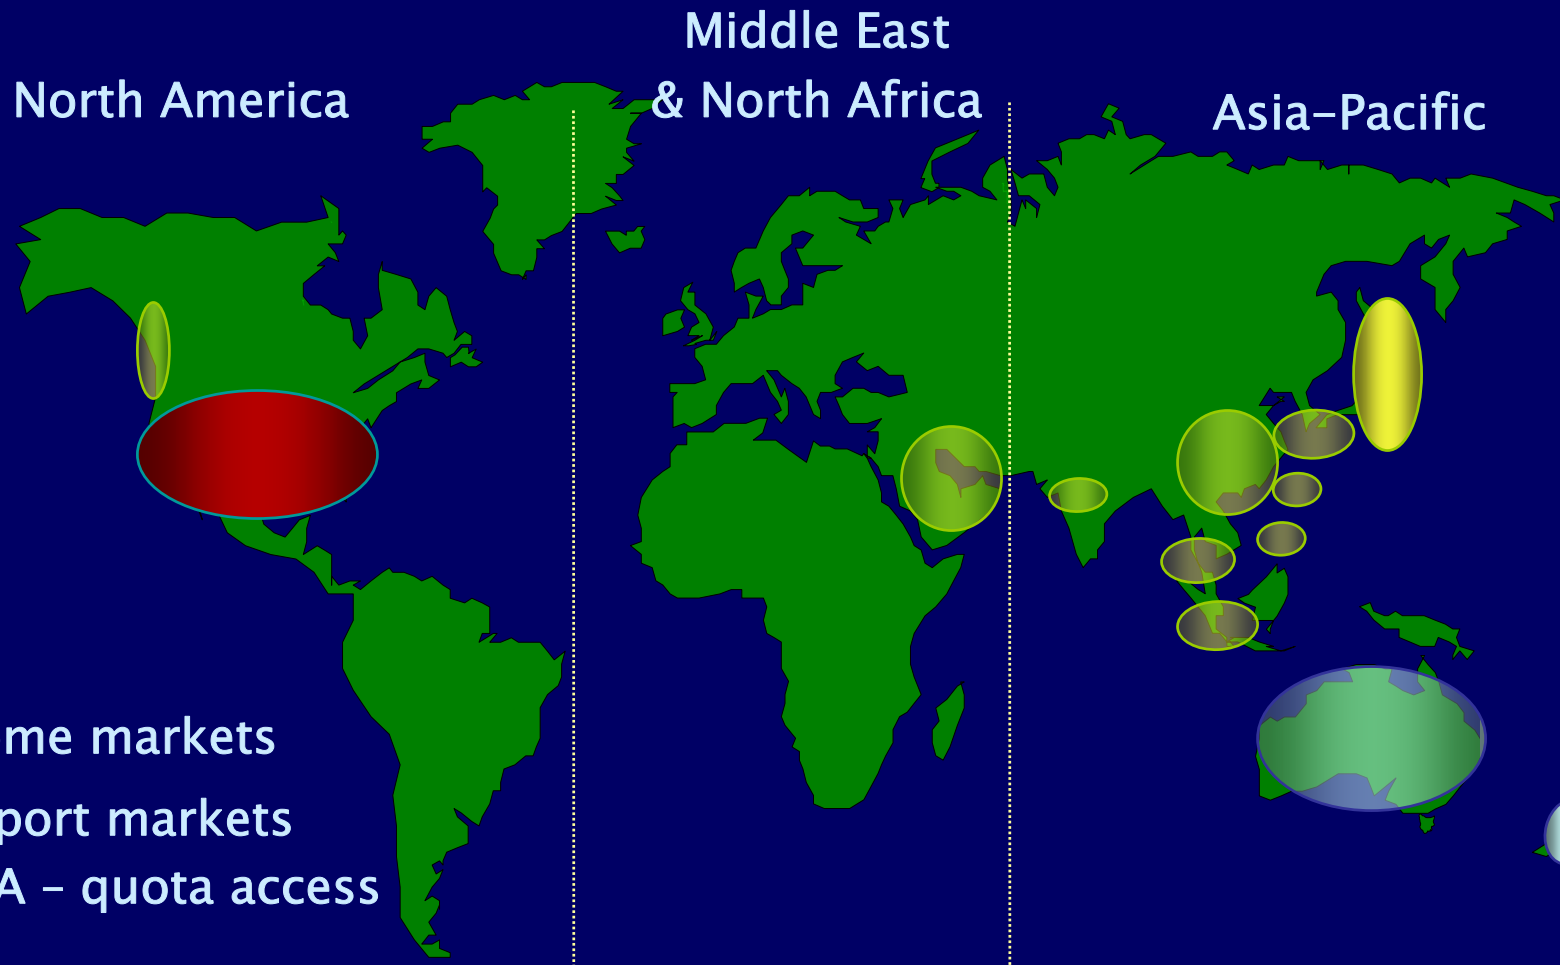 Middle East
& North Africa
North America
Asia-Pacific
me markets
port markets
A - quota access